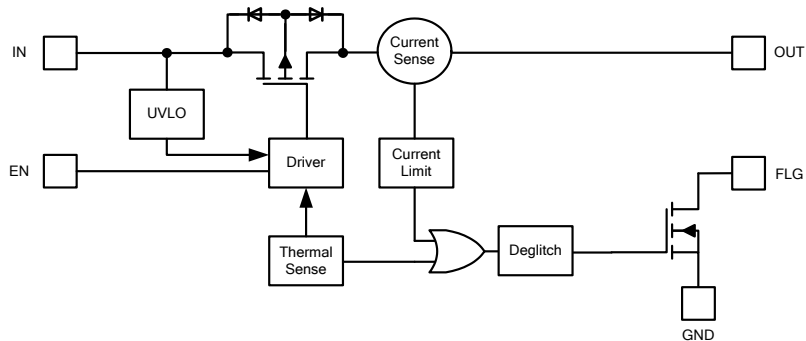 IN
Current
Sense
OUT
UVLO
EN
Driver
Current
Limit
FLG
Thermal
Sense
Deglitch
GND